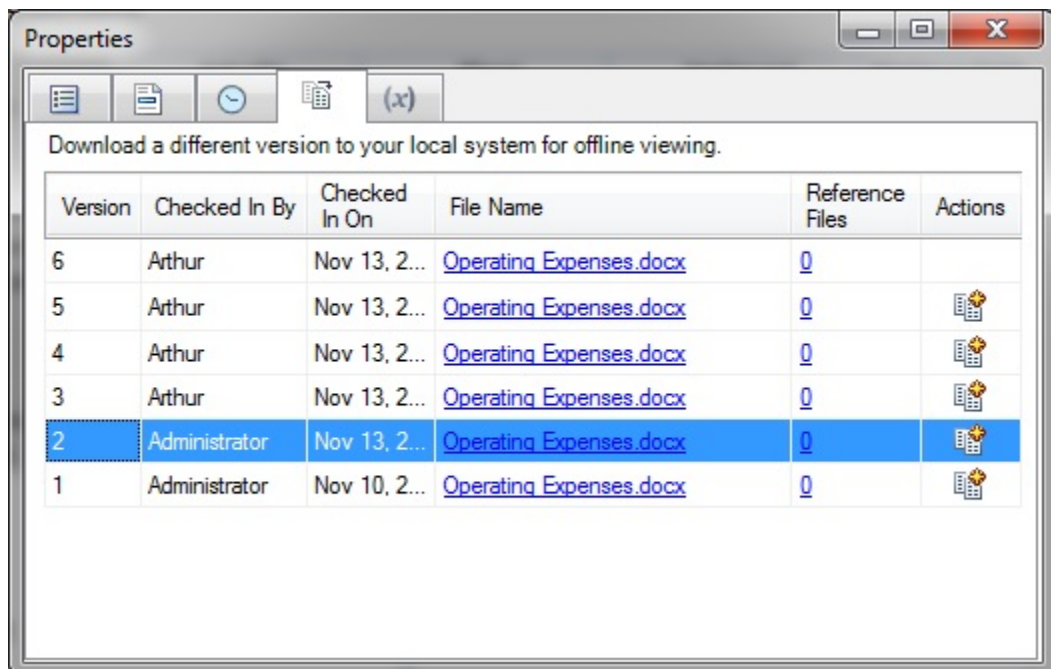 Properties
(x)
Download a different version to your local system for offline viewing.
Version Checked In By Checked In On File Name Reference Files Actions
6 Arthur Nov 13, 2... Operating Expenses.docx 0
5 Arthur Nov 13, 2... Operating Expenses.docx 0
4 Arthur Nov 13, 2... Operating Expenses.docx 0
3 Arthur Nov 13, 2... Operating Expenses.docx 0
2 Administrator Nov 13, 2... Operating Expenses.docx 0
1 Administrator Nov 10, 2... Operating Expenses.docx 0